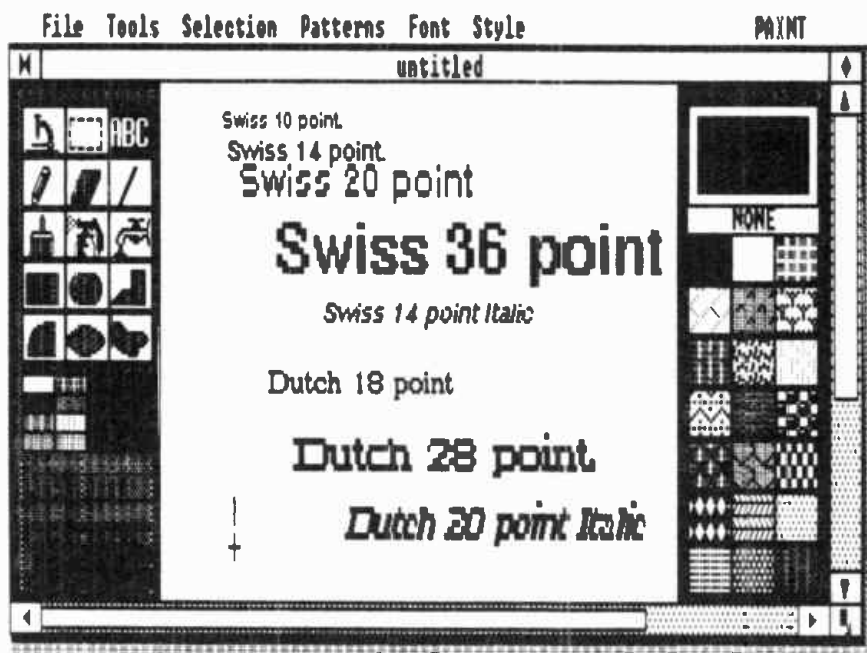 File Tools Selection Patterns Font Style PAINT
untitled
ABC
Swiss 10 point.
Swiss 14 point.
Swiss 20 point
Swiss 36 point
NONE
Swiss 14 point Italic
Dutch 18 point
Dutch 28 point.
Dutch 20 point Italic